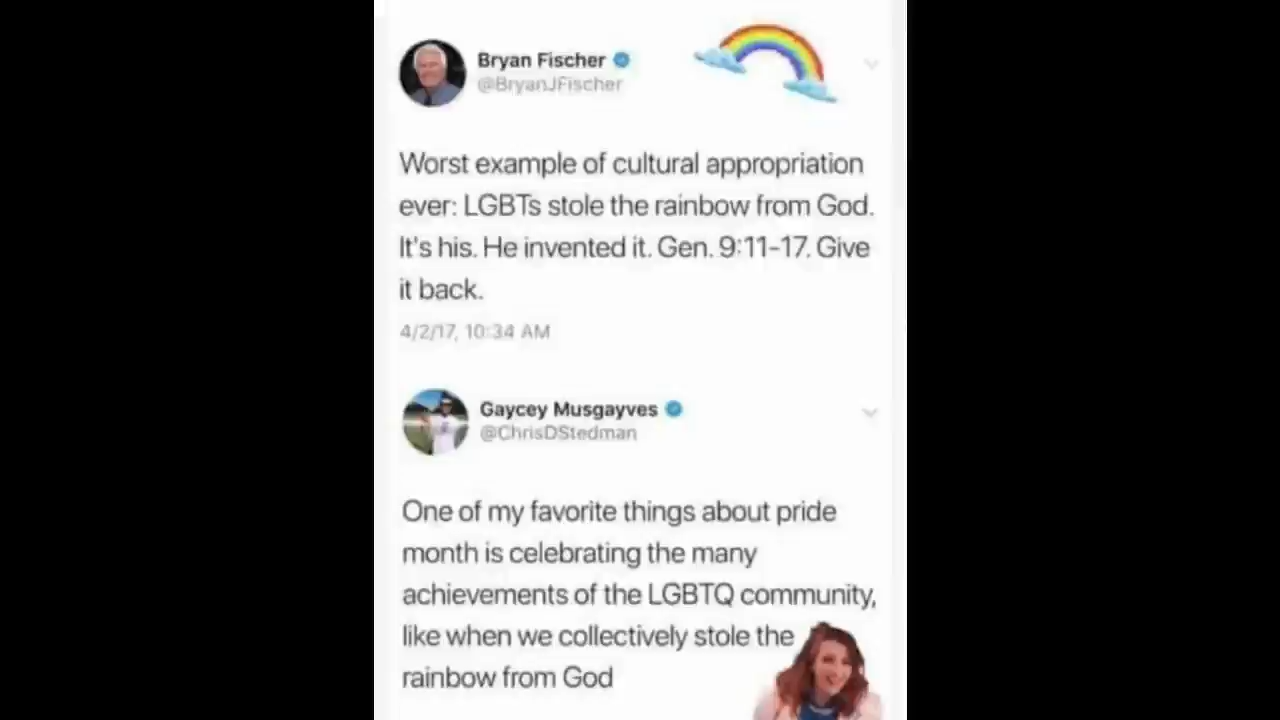 Bryan Fischer
@BryanJFischer
Worst example of cultural appropriation
ever: LGBTs stole the rainbow from God.
It's his. He invented it. Gen. 9:11-17. Give
it back.
4/2/17, 10:34 AM
Gaycey Musgayves
@ChrisDStedman
One of my favorite things about pride
month is celebrating the many
achievements of the LGBTQ community,
like when we collectively stole the
rainbow from God